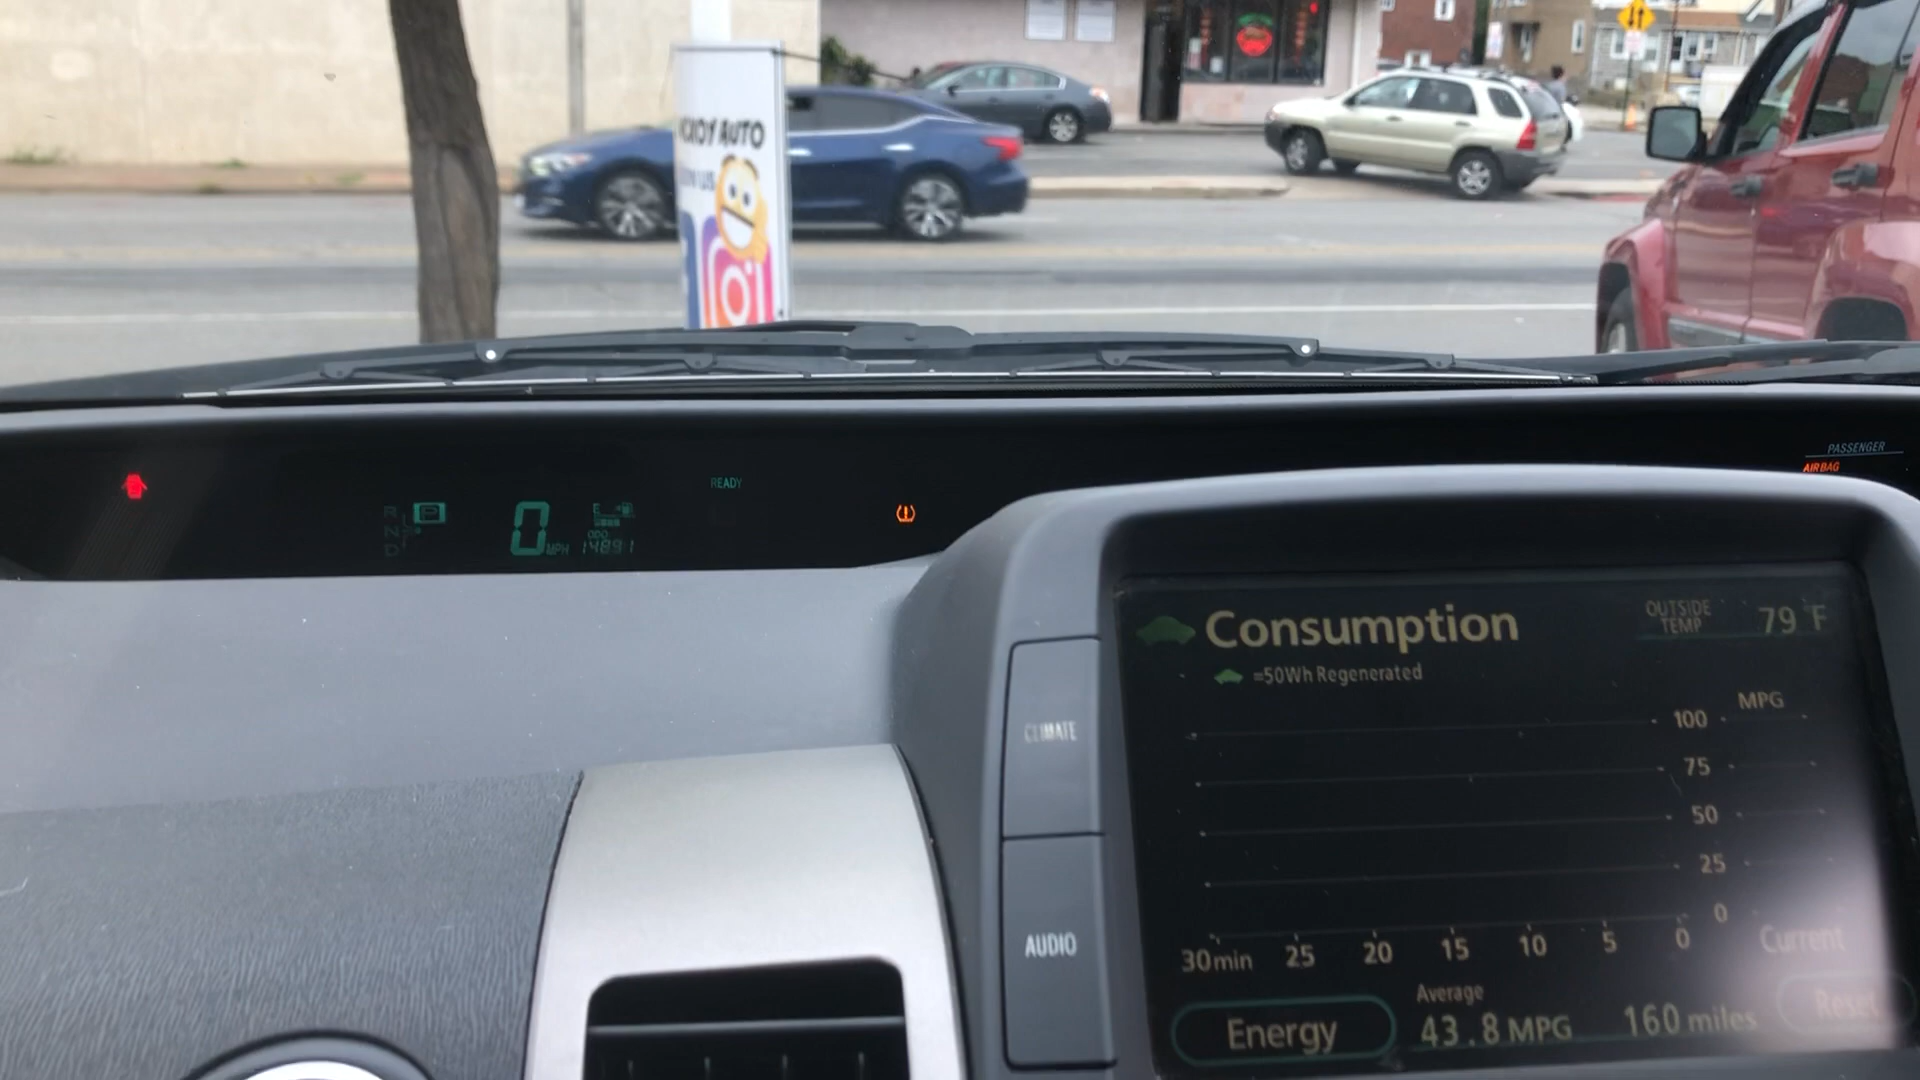 AUTO
READY
R P
N
D
0 MPH
E
ODO
PASSENGER
AIRBAG
Consumption
OUTSIDE
TEMP
79 F
=50Wh Regenerated
MPG
100
75
50
25
0
30min 25 20 15 10 5 0
Current
CLIMATE
AUDIO
Energy
Average
43.8 MPG
160 miles
Reset